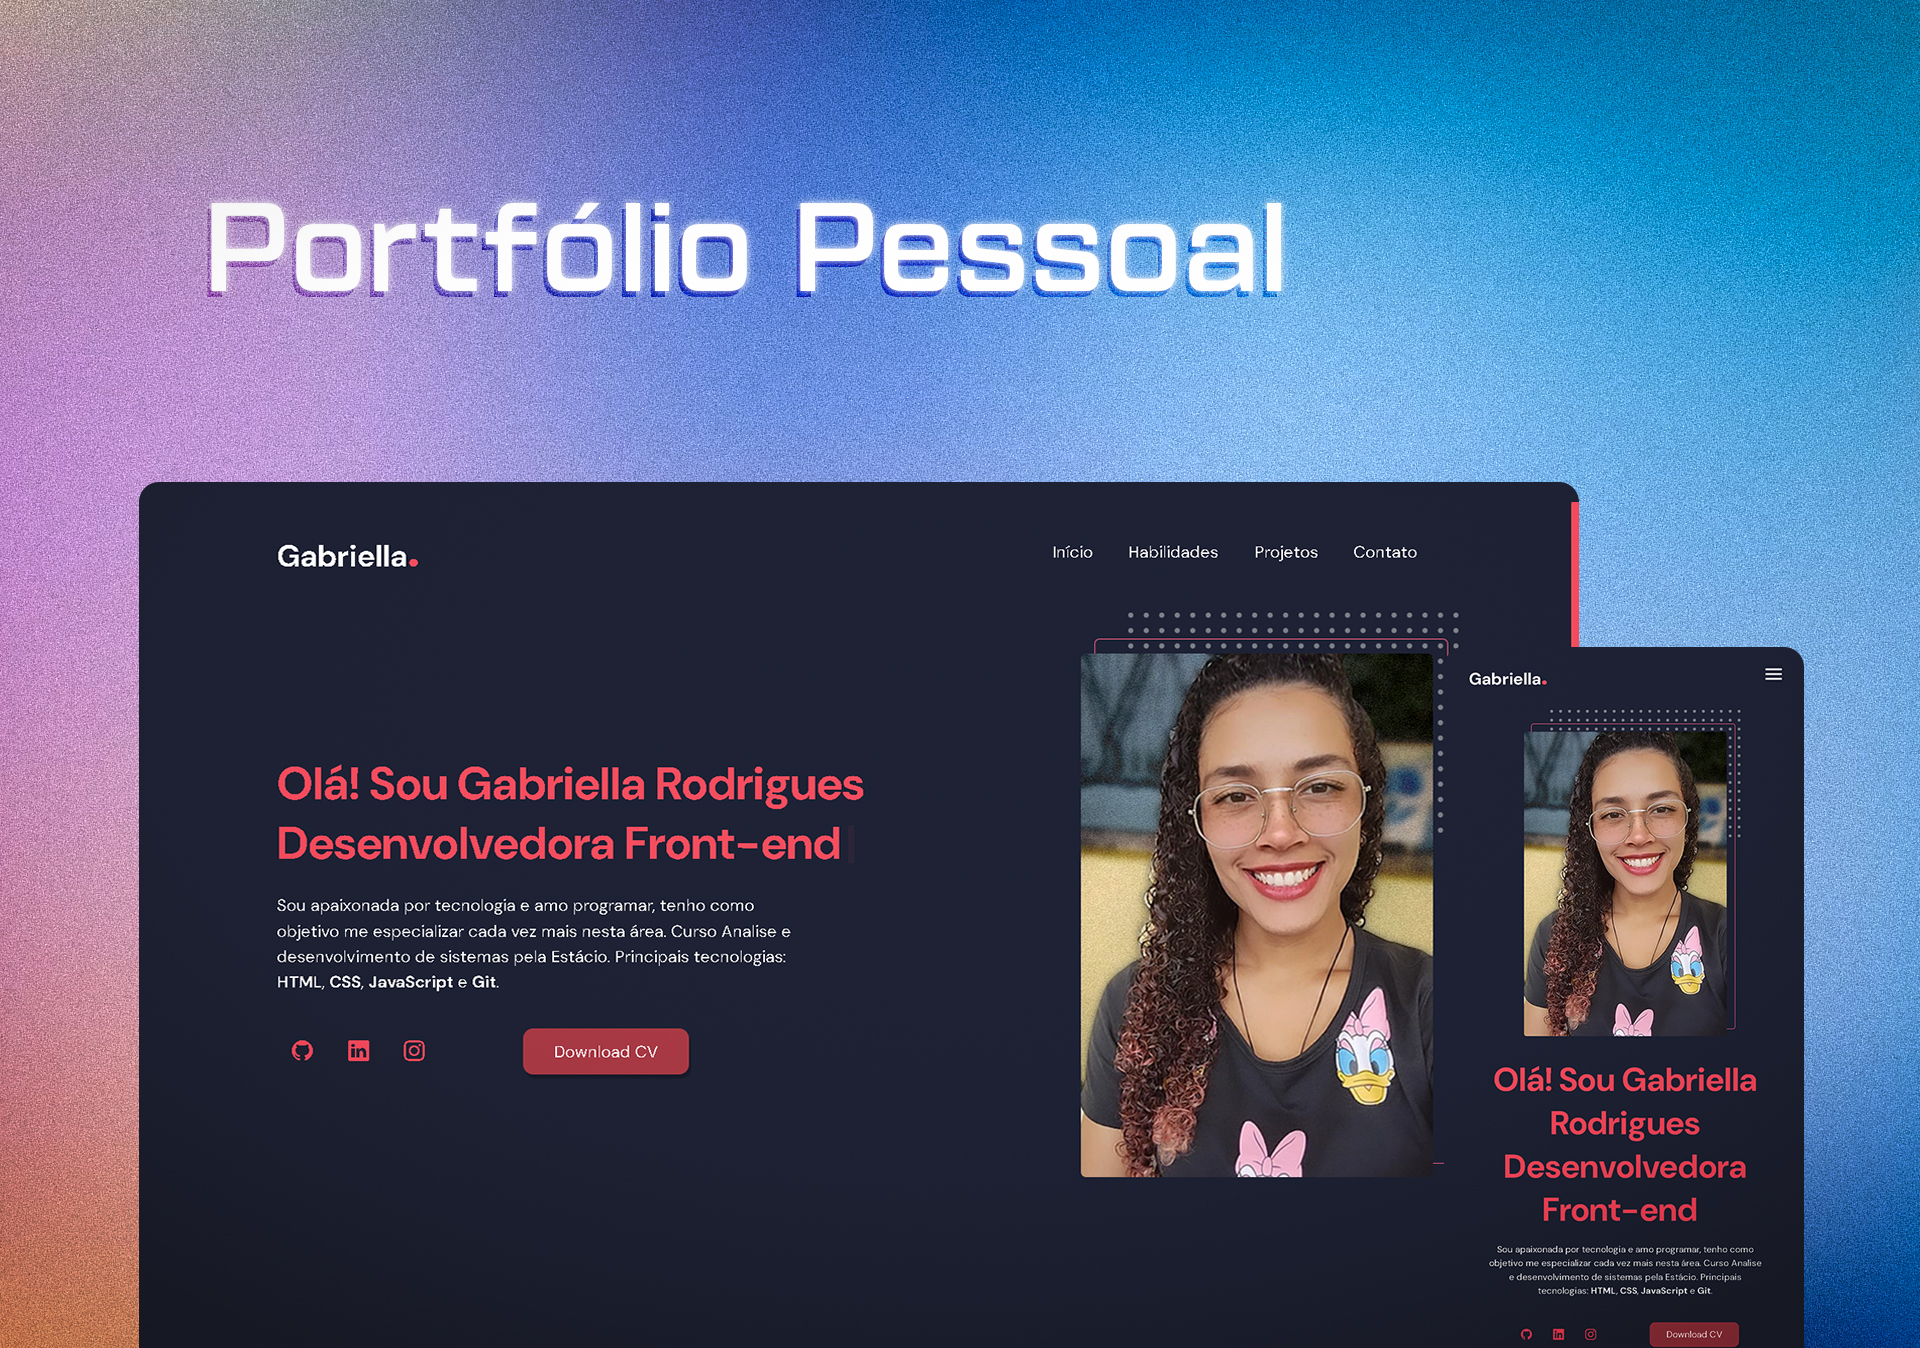 Portfólio Pessoal
Gabriella.
Início Habilidades Projetos Contato
Olá! Sou Gabriella Rodrigues
Desenvolvedora Front-end
Sou apaixonada por tecnologia e amo programar, tenho como
objetivo me especializar cada vez mais nesta área. Curso Analise e
desenvolvimento de sistemas pela Estácio. Principais tecnologias:
HTML, CSS, JavaScript e Git.
Download CV
Gabriella.
Olá! Sou Gabriella
Rodrigues
Desenvolvedora
Front-end
Sou apaixonada por tecnologia e amo programar, tenho como
objetivo me especializar cada vez mais nesta área. Curso Analise
e desenvolvimento de sistemas pela Estácio. Principais
tecnologias: HTML, CSS, JavaScript e Git.
Download CV